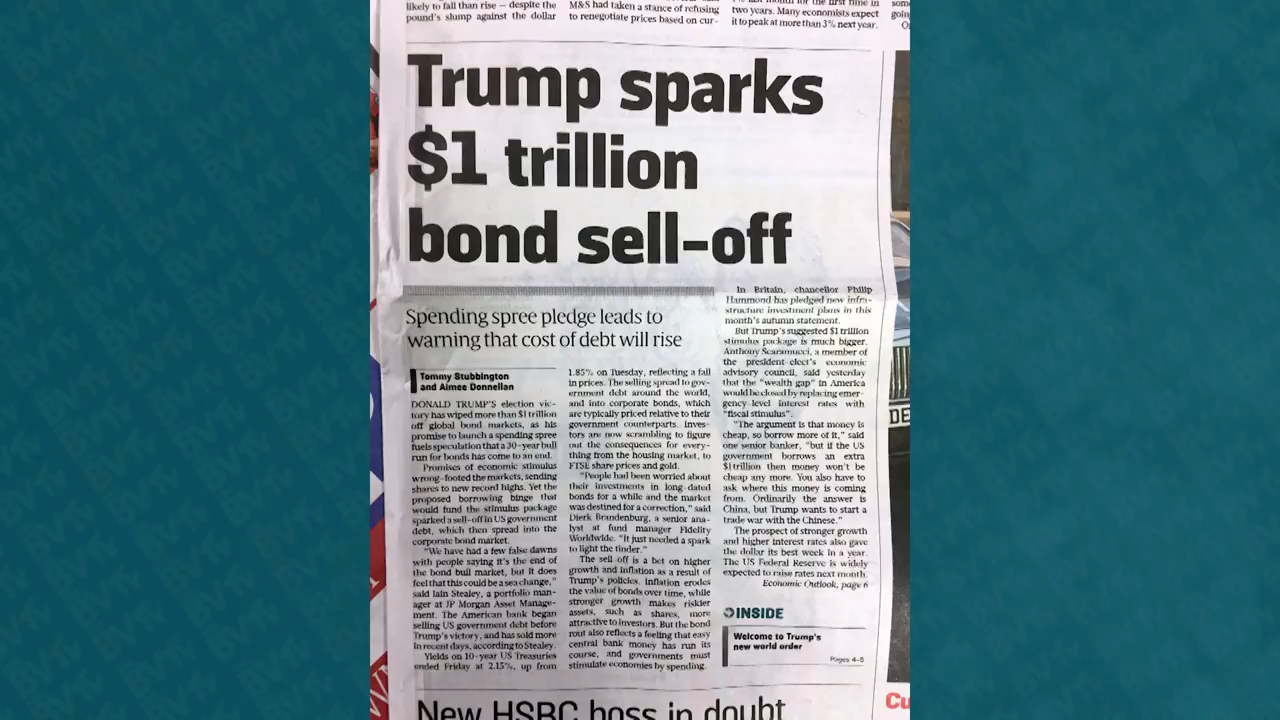 likely to fall than rise — despite the
pound's slump against the dollar
M&S had taken a stance of refusing
to renegotiate prices based on cur-
last month for the first time in
two years. Many economists expect
it to peak at more than 3% next year.
Trump sparks
$1 trillion
bond sell-off
Spending spree pledge leads to
warning that cost of debt will rise
Tommy Stubbington
and Aimee Donnellan
DONALD TRUMP'S election vic-
tory has wiped more than $1 trillion
off global bond markets, as his
promise to launch a spending spree
fuels speculation that a 30-year bull
run for bonds has come to an end.
Promises of economic stimulus
wrong-footed the markets, sending
shares to new record highs. Yet the
proposed borrowing binge that
would fund the stimulus package
sparked a sell-off in US government
debt, which then spread into the
corporate bond market.
"We have had a few false dawns
with people saying it's the end of
the bond bull market, but it does
feel that this could be a sea change,"
said Iain Stealey, a portfolio man-
ager at JP Morgan Asset Manage-
ment. The American bank began
selling US government debt before
Trump's victory, and has sold more
in recent days, according to Stealey.
Yields on 10-year US Treasuries
ended Friday at 2.15%, up from
1.85% on Tuesday, reflecting a fall
in prices. The selling spread to gov-
ernment debt around the world,
and into corporate bonds, which
are typically priced relative to their
government counterparts. Inves-
tors are now scrambling to figure
out the consequences for every-
thing from the housing market, to
FTSE share prices and gold.
"People had been worried about
their investments in long-dated
bonds for a while and the market
was destined for a correction," said
Dierk Brandenburg, a senior ana-
lyst at fund manager Fidelity
Worldwide. "It just needed a spark
to light the tinder."
The sell-off is a bet on higher
growth and inflation as a result of
Trump's policies. Inflation erodes
the value of bonds over time, while
stronger growth makes riskier
assets, such as shares, more
attractive to investors. But the bond
rout also reflects a feeling that easy
central bank money has run its
course, and governments must
stimulate economies by spending.
In Britain, chancellor Philip
Hammond has pledged new infra-
structure investment plans in this
month's autumn statement.
But Trump's suggested $1 trillion
stimulus package is much bigger.
Anthony Scaramucci, a member of
the president-elect's economic
advisory council, said yesterday
that the "wealth gap" in America
would be closed by replacing emer-
gency-level interest rates with
"fiscal stimulus".
"The argument is that money is
cheap, so borrow more of it," said
one senior banker, "but if the US
government borrows an extra
$1trillion then money won't be
cheap any more. You also have to
ask where this money is coming
from. Ordinarily the answer is
China, but Trump wants to start a
trade war with the Chinese."
The prospect of stronger growth
and higher interest rates also gave
the dollar its best week in a year.
The US Federal Reserve is widely
expected to raise rates next month.
Economic Outlook, page 6
INSIDE
Welcome to Trump's
new world order
Pages 4-5
New HSBC boss in doubt
DE
Cu